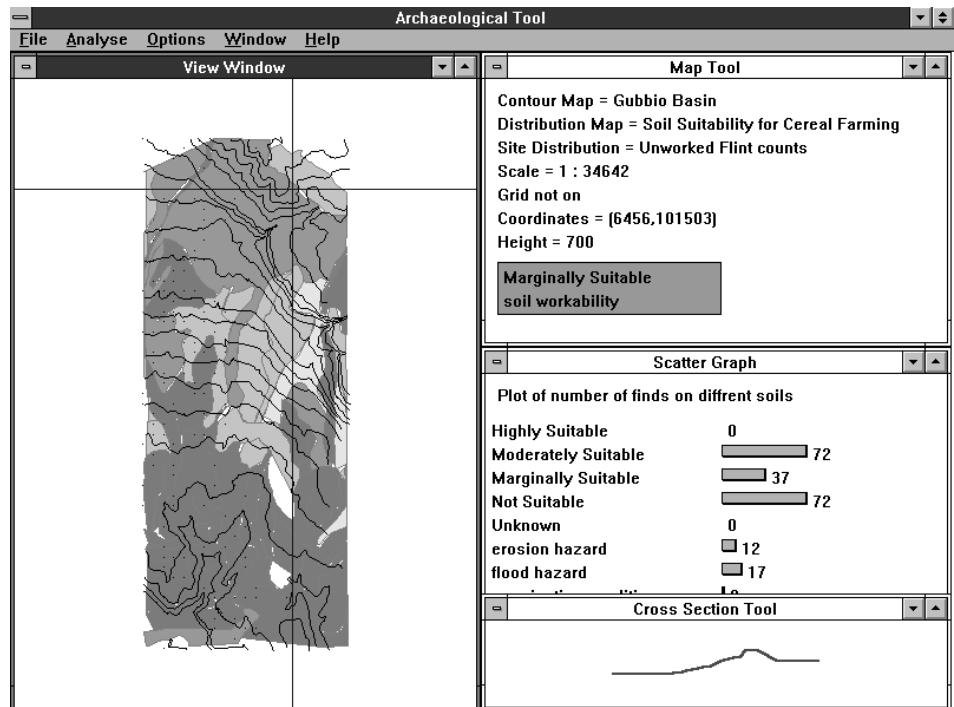 Archaeological Tool
File Analyse Options Window Help
View Window
Map Tool
Contour Map = Gubbio Basin
Distribution Map = Soil Suitability for Cereal Farming
Site Distribution = Unworked Flint counts
Scale = 1 : 34642
Grid not on
Coordinates = (6456,101503)
Height = 700
Marginally Suitable
soil workability
Scatter Graph
Plot of number of finds on diffrent soils
Highly Suitable 0
Moderately Suitable 72
Marginally Suitable 37
Not Suitable 72
Unknown 0
erosion hazard 12
flood hazard 17
Cross Section Tool